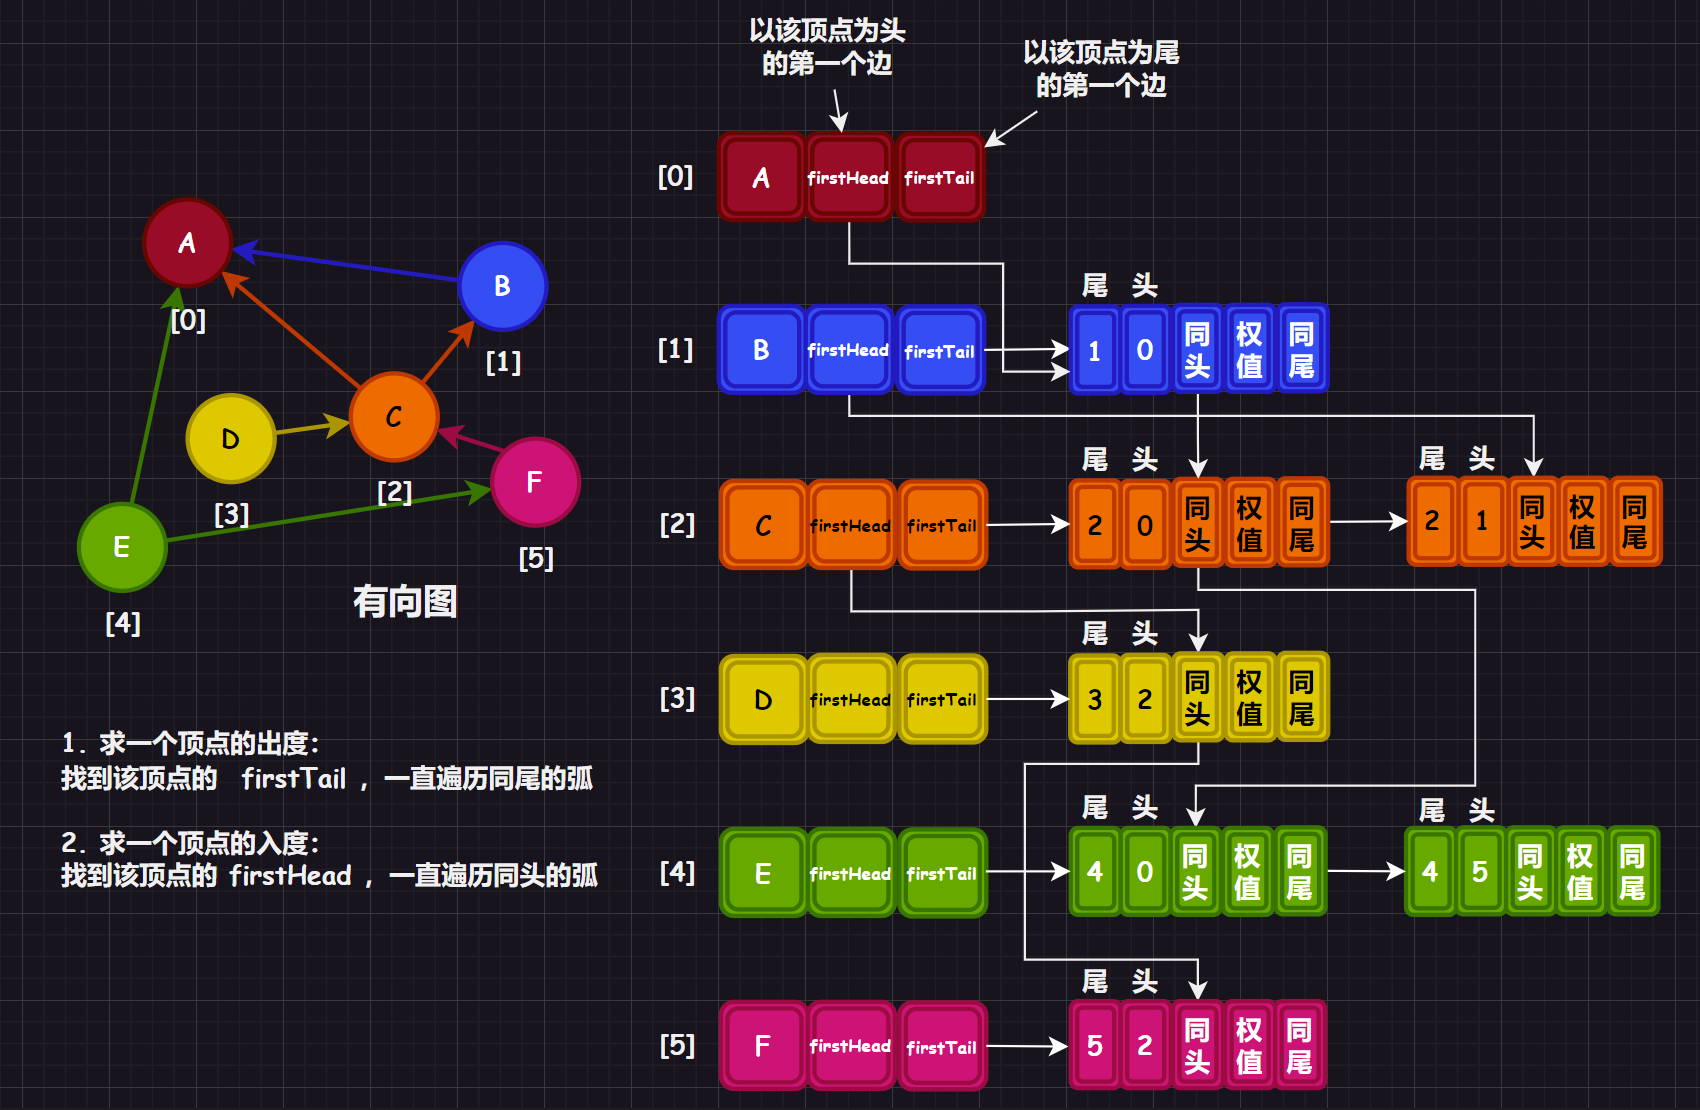 以该顶点为头
的第一个边
以该顶点为尾
的第一个边
[0] A firstHead firstTail
A
[0]
B
[1]
尾 头
[1] B firstHead firstTail 1 0 同头 权值 同尾
C
[2]
D
[3]
F
[5]
E
[4]
有向图
尾 头 尾 头
[2] C firstHead firstTail 2 0 同头 权值 同尾 2 1 同头 权值 同尾
尾 头
[3] D firstHead firstTail 3 2 同头 权值 同尾
1. 求一个顶点的出度：
找到该顶点的 firstTail ，一直遍历同尾的弧
2. 求一个顶点的入度：
找到该顶点的 firstHead ，一直遍历同头的弧
尾 头 尾 头
[4] E firstHead firstTail 4 0 同头 权值 同尾 4 5 同头 权值 同尾
尾 头
[5] F firstHead firstTail 5 2 同头 权值 同尾